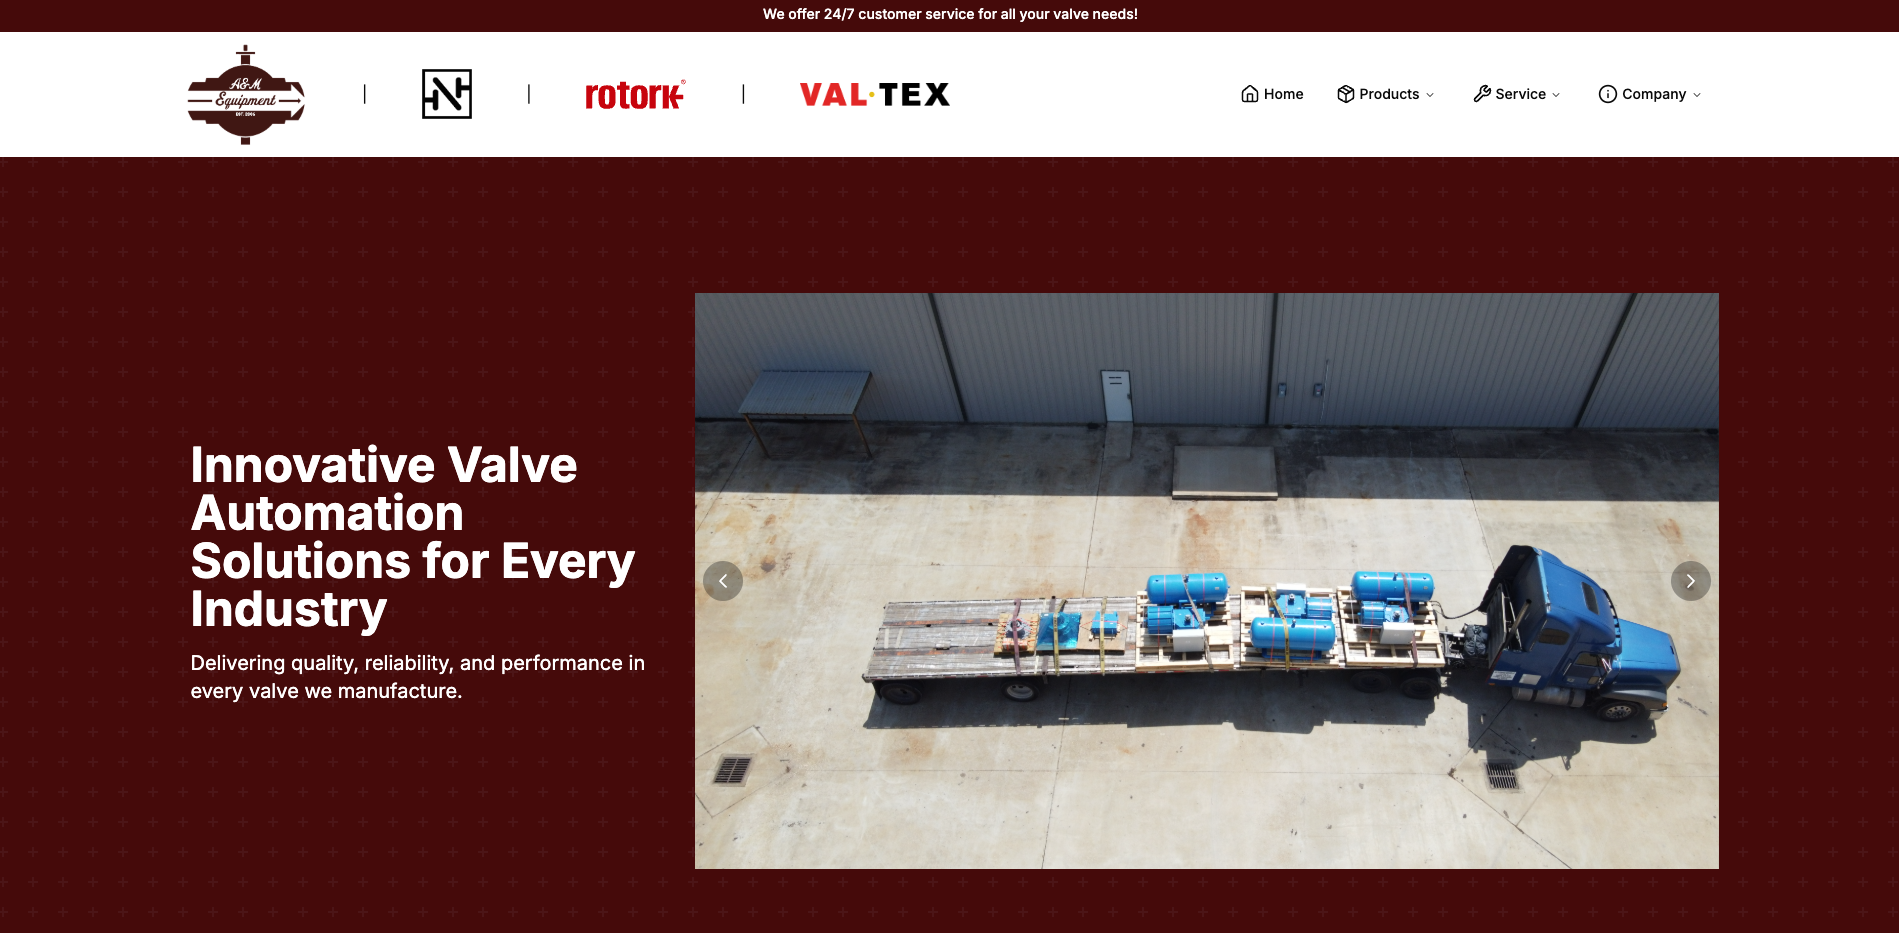 We offer 24/7 customer service for all your valve needs!
A&M
Equipment
EST. 2006
rotork®
VAL·TEX
Home
Products
Service
Company
Innovative Valve
Automation
Solutions for Every
Industry
Delivering quality, reliability, and performance in
every valve we manufacture.